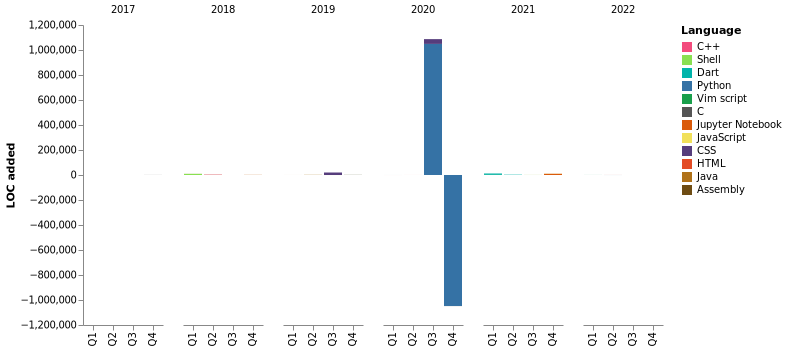 2017 2018 2019 2020 2021 2022
1,200,000
1,000,000
800,000
600,000
400,000
200,000
0
−200,000
−400,000
−600,000
−800,000
−1,000,000
−1,200,000
LOC added
Q1 Q2 Q3 Q4 Q1 Q2 Q3 Q4 Q1 Q2 Q3 Q4 Q1 Q2 Q3 Q4 Q1 Q2 Q3 Q4 Q1 Q2 Q3 Q4
Language
C++
Shell
Dart
Python
Vim script
C
Jupyter Notebook
JavaScript
CSS
HTML
Java
Assembly